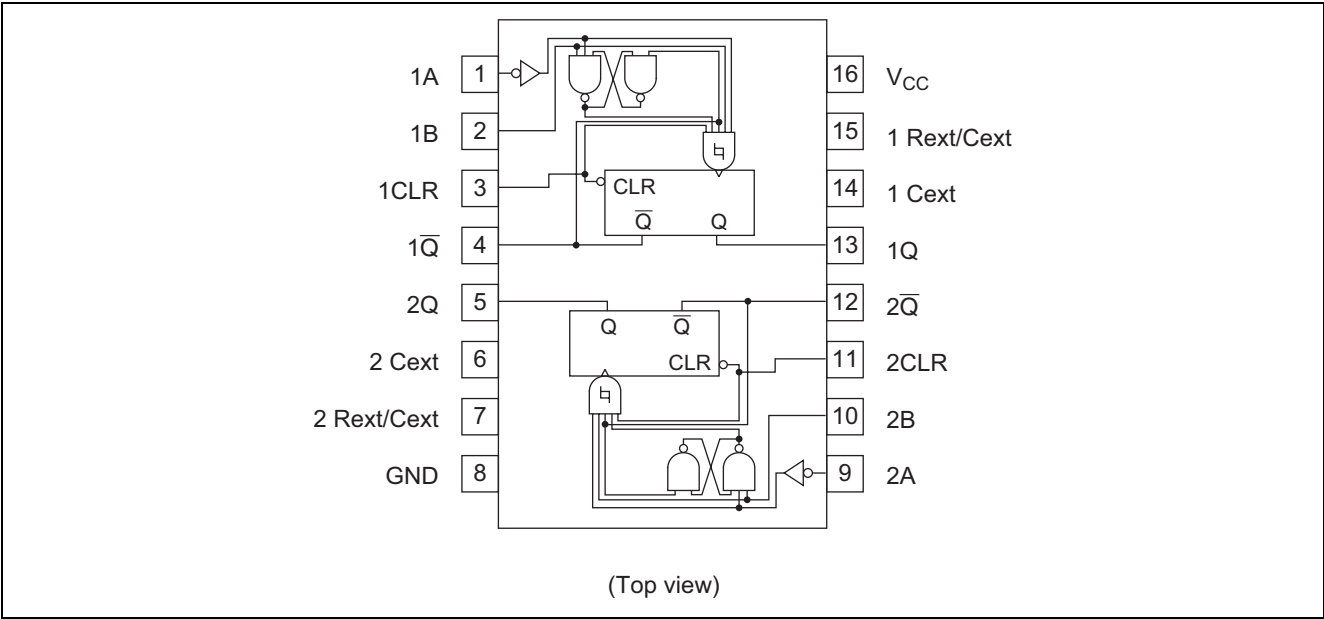 1A 1 16 VCC
1B 2 15 1 Rext/Cext
1CLR 3 CLR 14 1 Cext
Q̅ Q
1Q̅ 4 13 1Q
2Q 5 12 2Q̅
Q Q̅
2 Cext 6 CLR 11 2CLR
2 Rext/Cext 7 10 2B
GND 8 9 2A
(Top view)